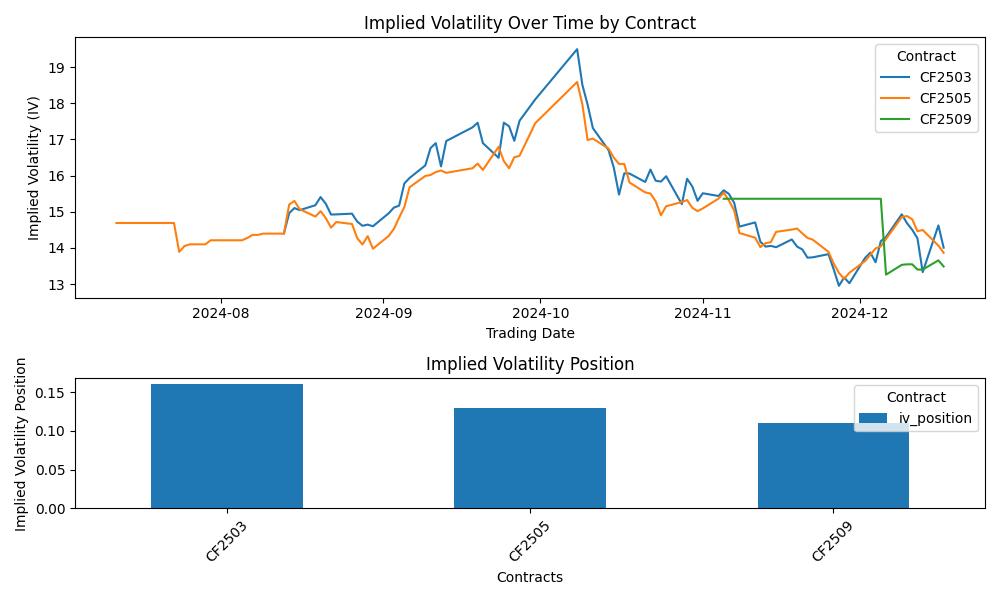 Implied Volatility Over Time by Contract
Implied Volatility (IV)
19
18
17
16
15
14
13
Contract
CF2503
CF2505
CF2509
2024-08
2024-09
2024-10
2024-11
2024-12
Trading Date
Implied Volatility Position
Implied Volatility Position
0.15
0.10
0.05
0.00
Contract
iv_position
CF2503
CF2505
CF2509
Contracts